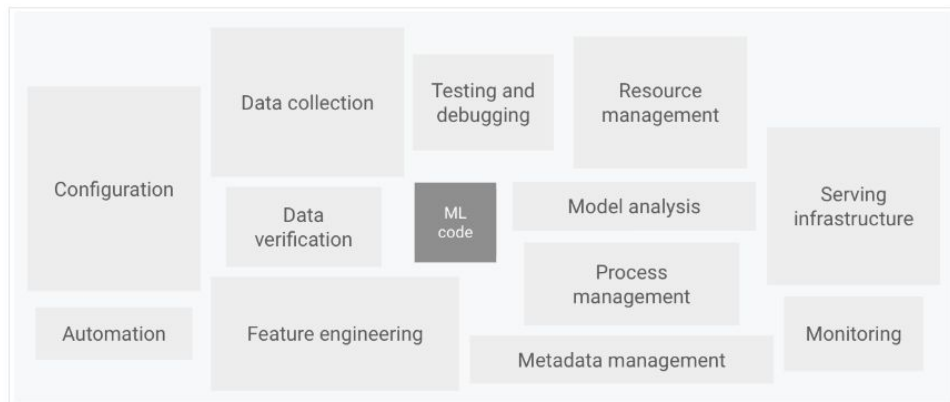 Data collection
Testing and
debugging
Resource
management
Configuration
Data
verification
ML
code
Model analysis
Serving
infrastructure
Process
management
Automation
Feature engineering
Metadata management
Monitoring